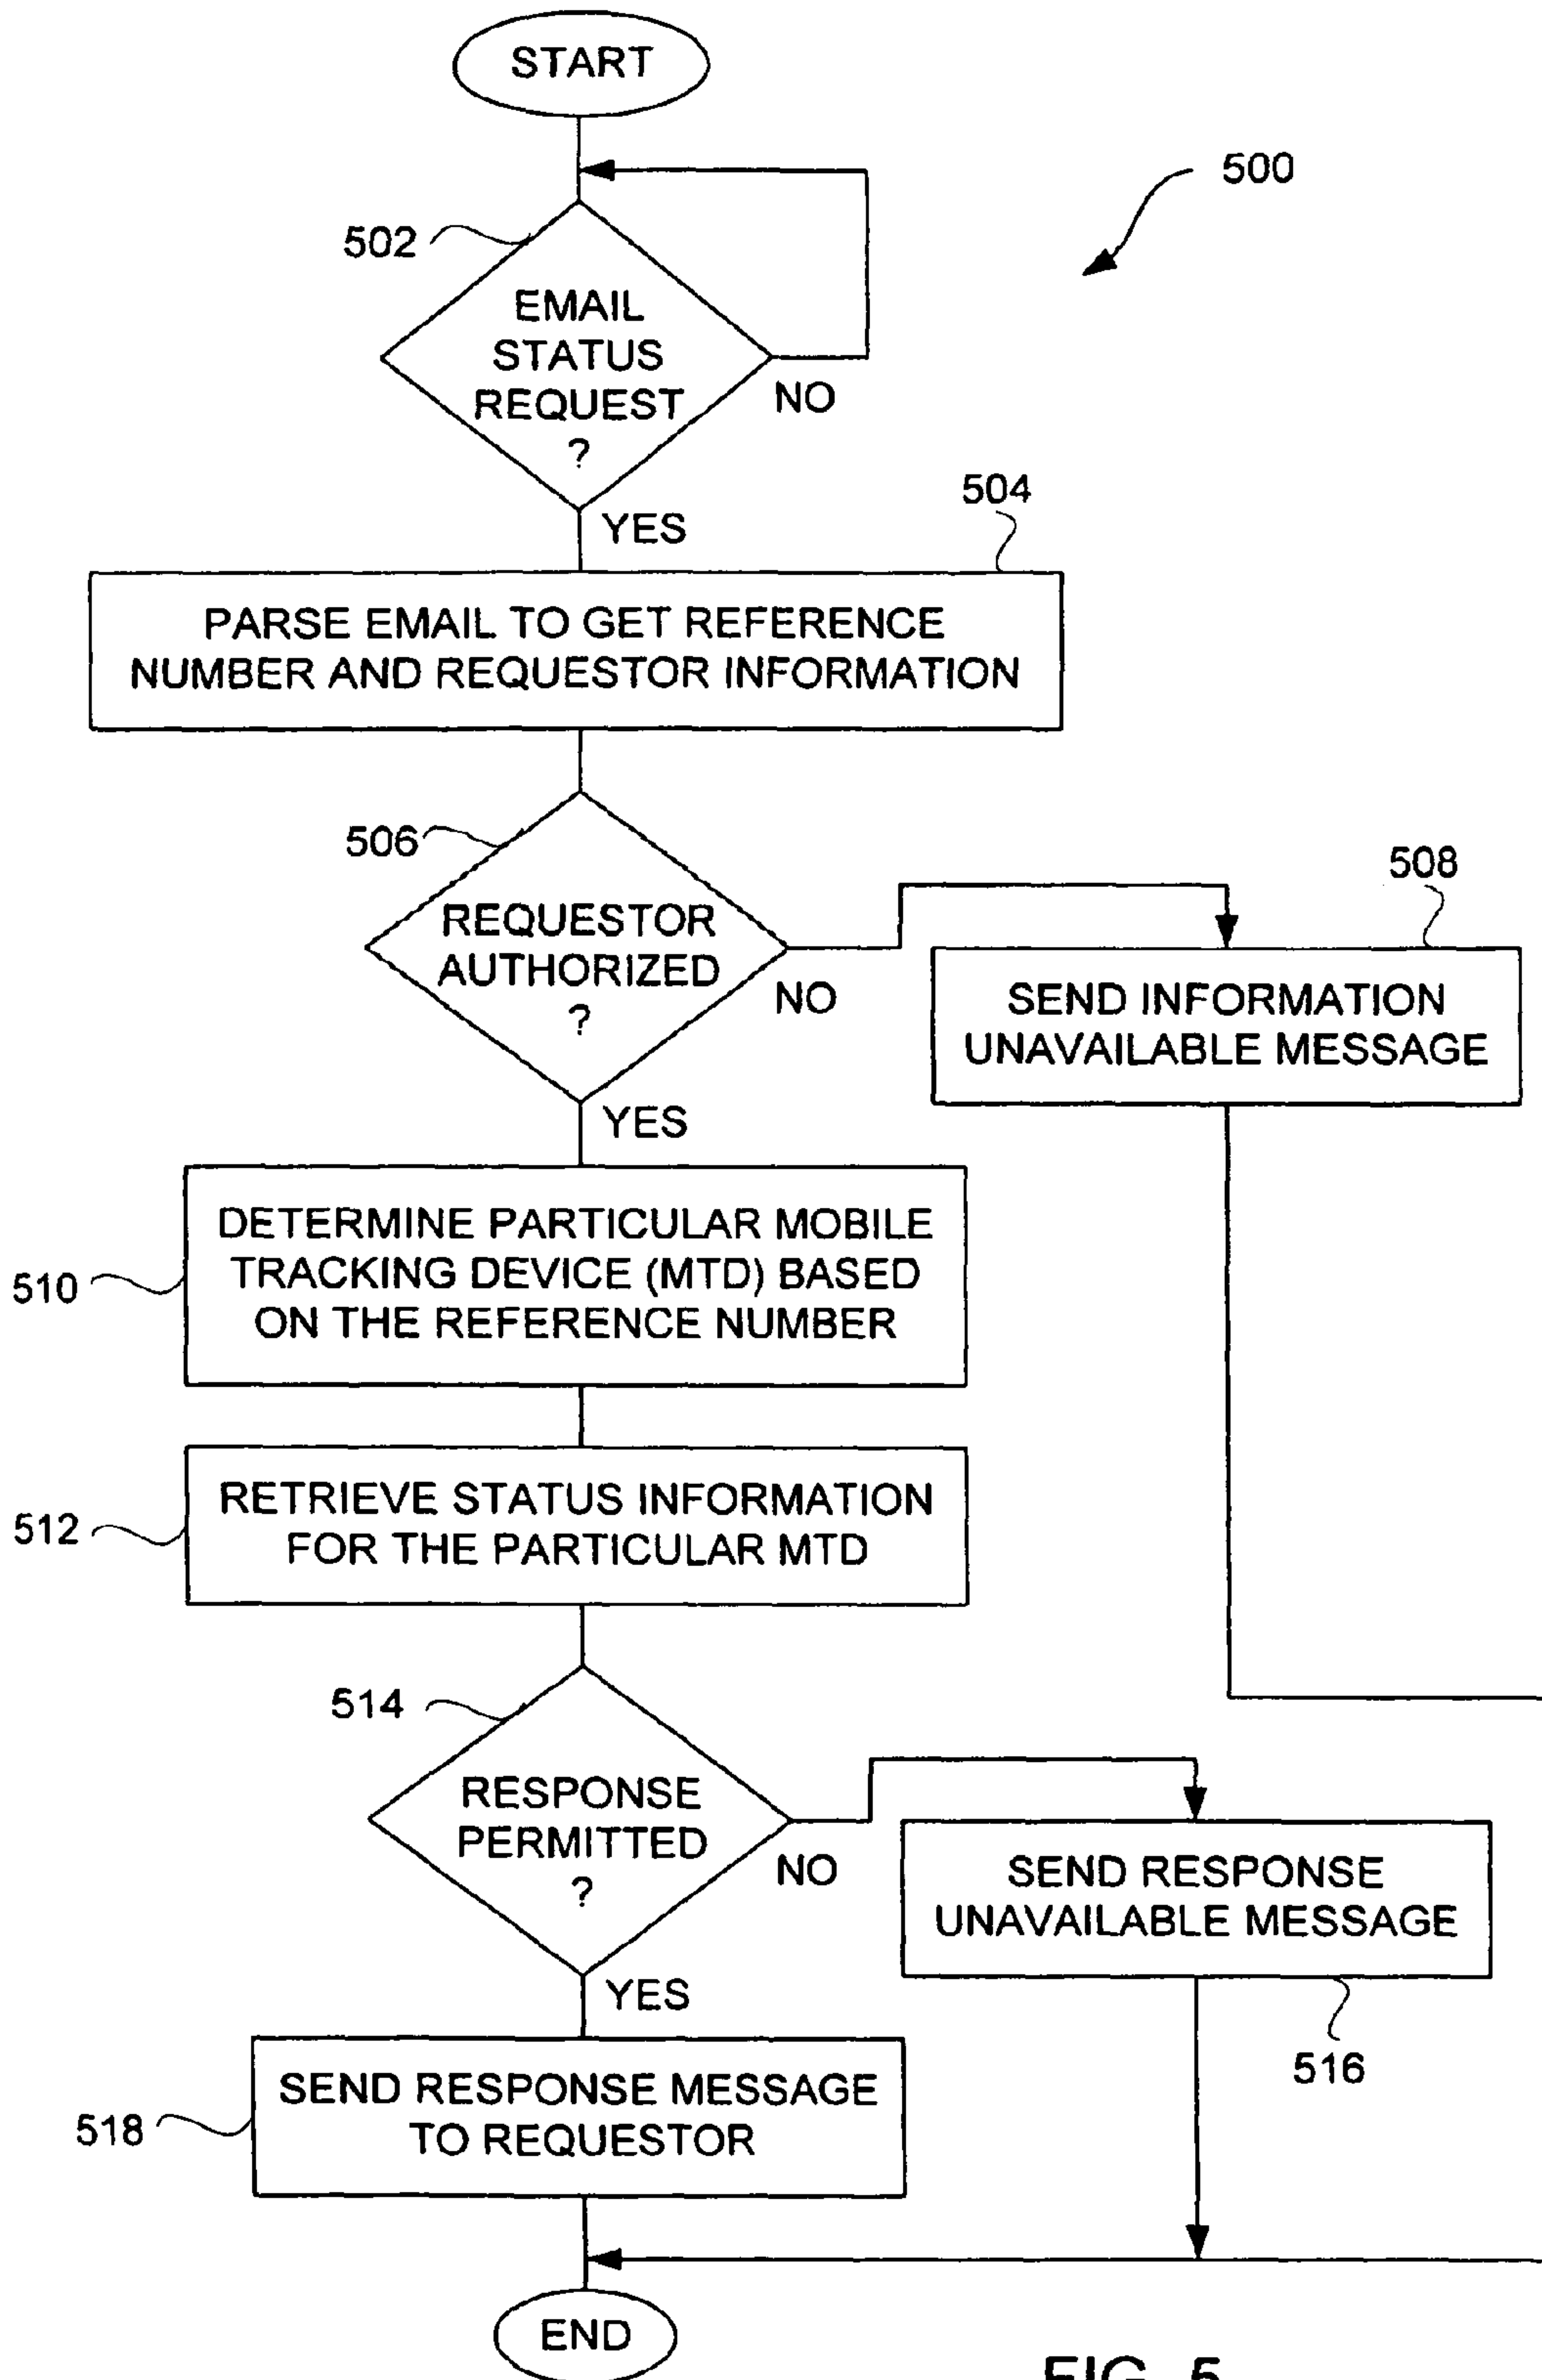 START
500
502
EMAIL
STATUS
REQUEST
?
NO
YES
504
PARSE EMAIL TO GET REFERENCE
NUMBER AND REQUESTOR INFORMATION
506
REQUESTOR
AUTHORIZED
?
NO
508
SEND INFORMATION
UNAVAILABLE MESSAGE
YES
510
DETERMINE PARTICULAR MOBILE
TRACKING DEVICE (MTD) BASED
ON THE REFERENCE NUMBER
512
RETRIEVE STATUS INFORMATION
FOR THE PARTICULAR MTD
514
RESPONSE
PERMITTED
?
NO
SEND RESPONSE
UNAVAILABLE MESSAGE
516
YES
518
SEND RESPONSE MESSAGE
TO REQUESTOR
END
FIG. 5